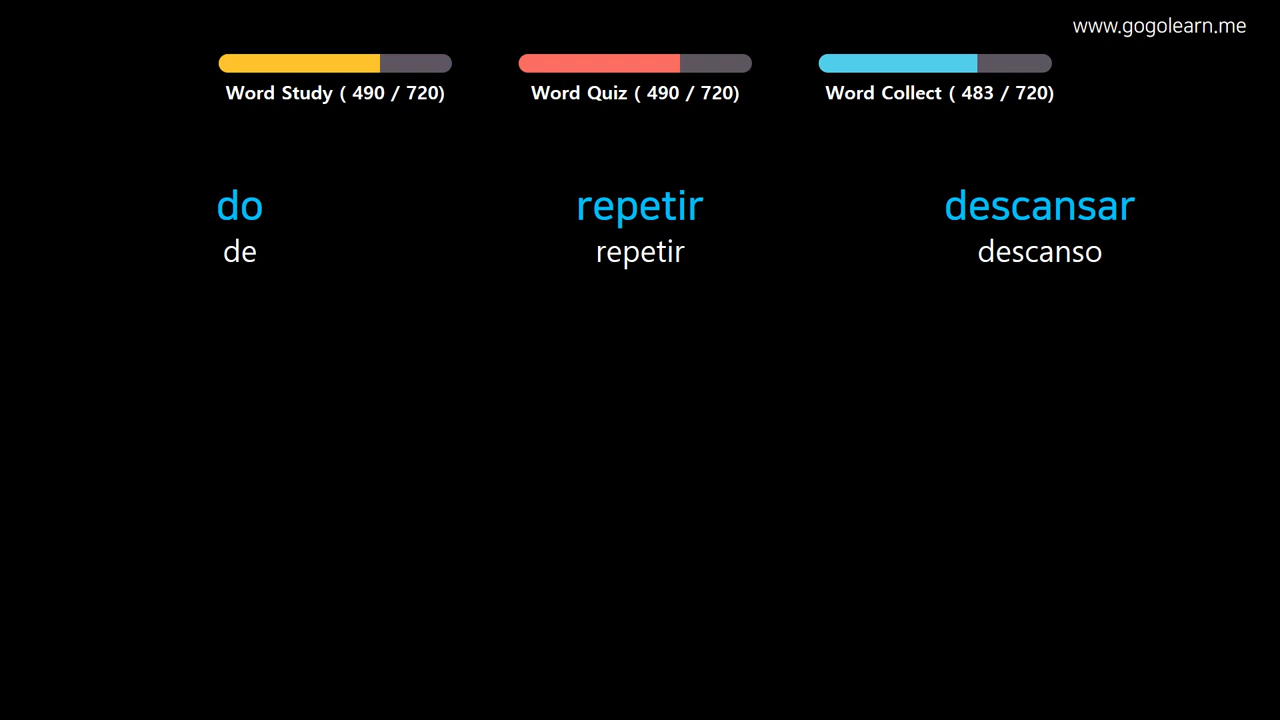 www.gogolearn.me
Word Study ( 490 / 720)
Word Quiz ( 490 / 720)
Word Collect ( 483 / 720)
do
repetir
descansar
de
repetir
descanso